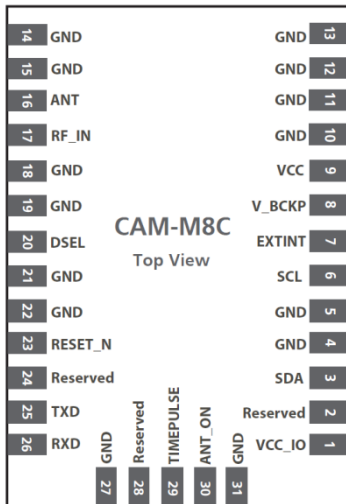 14 GND GND 13
15 GND GND 12
16 ANT GND 11
17 RF_IN GND 10
18 GND VCC 9
19 GND V_BCKP 8
CAM-M8C
20 DSEL EXTINT 7
Top View
21 GND SCL 6
22 GND GND 5
23 RESET_N GND 4
24 Reserved SDA 3
25 TXD Reserved 2
26 RXD VCC_IO 1
GND Reserved TIMEPULSE ANT_ON GND
27 28 29 30 31